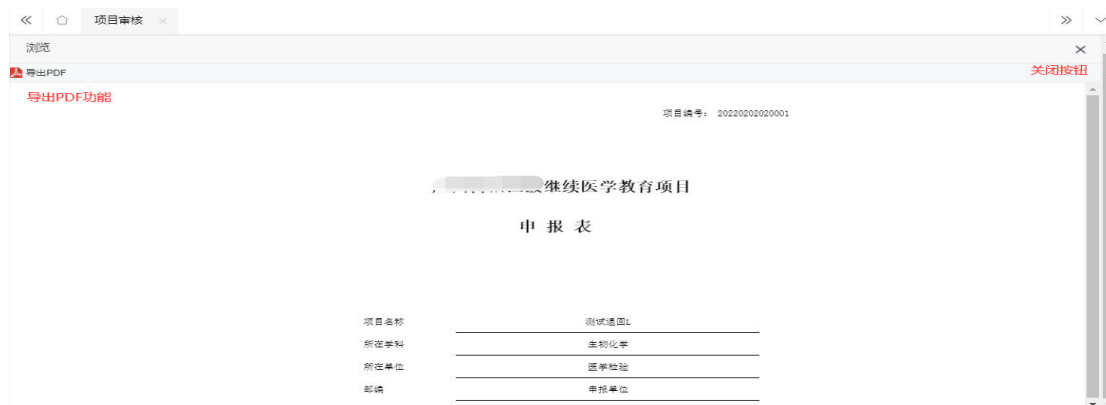 项目审核
浏览
导出PDF 关闭按钮
导出PDF功能
项目编号： 20220202020001
继续医学教育项目
申 报 表
项目名称 测试退回L
所在学科 生物化学
所在单位 医学检验
邮编 申报单位